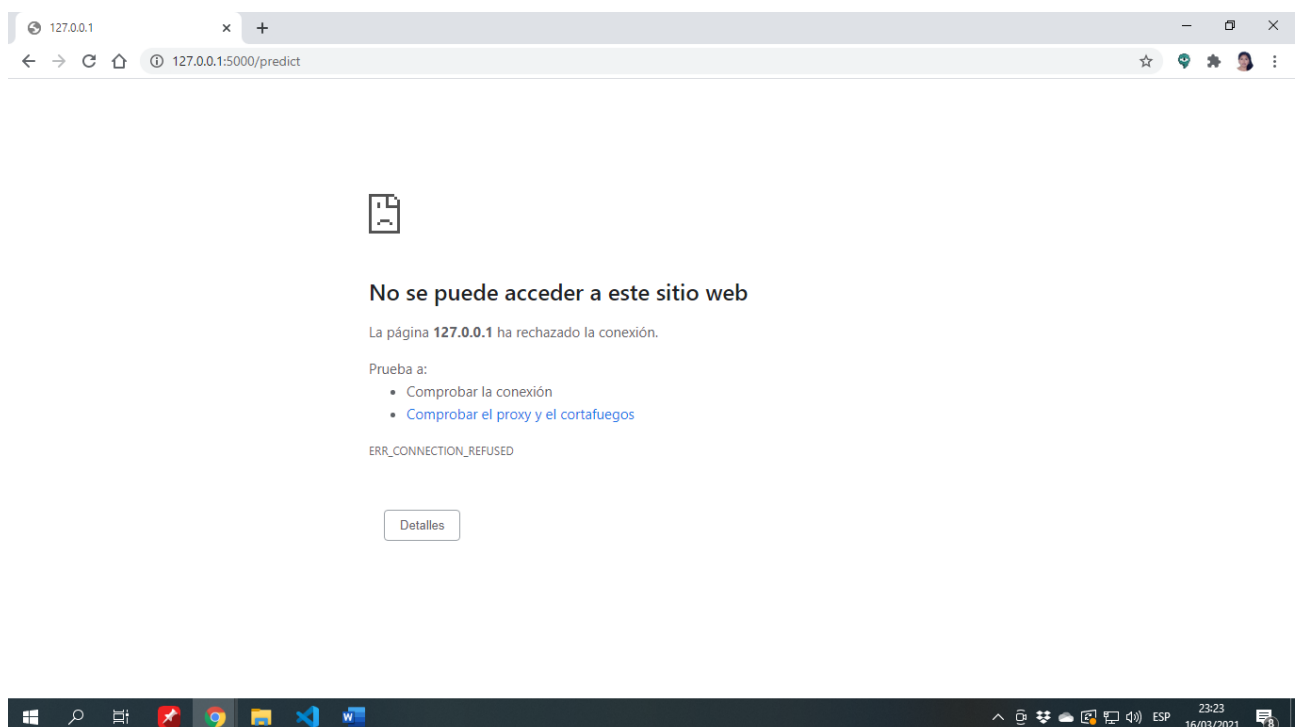 127.0.0.1
127.0.0.1:5000/predict
No se puede acceder a este sitio web
La página 127.0.0.1 ha rechazado la conexión.
Prueba a:
Comprobar la conexión
Comprobar el proxy y el cortafuegos
ERR_CONNECTION_REFUSED
Detalles
ESP
23:23
16/03/2021
8